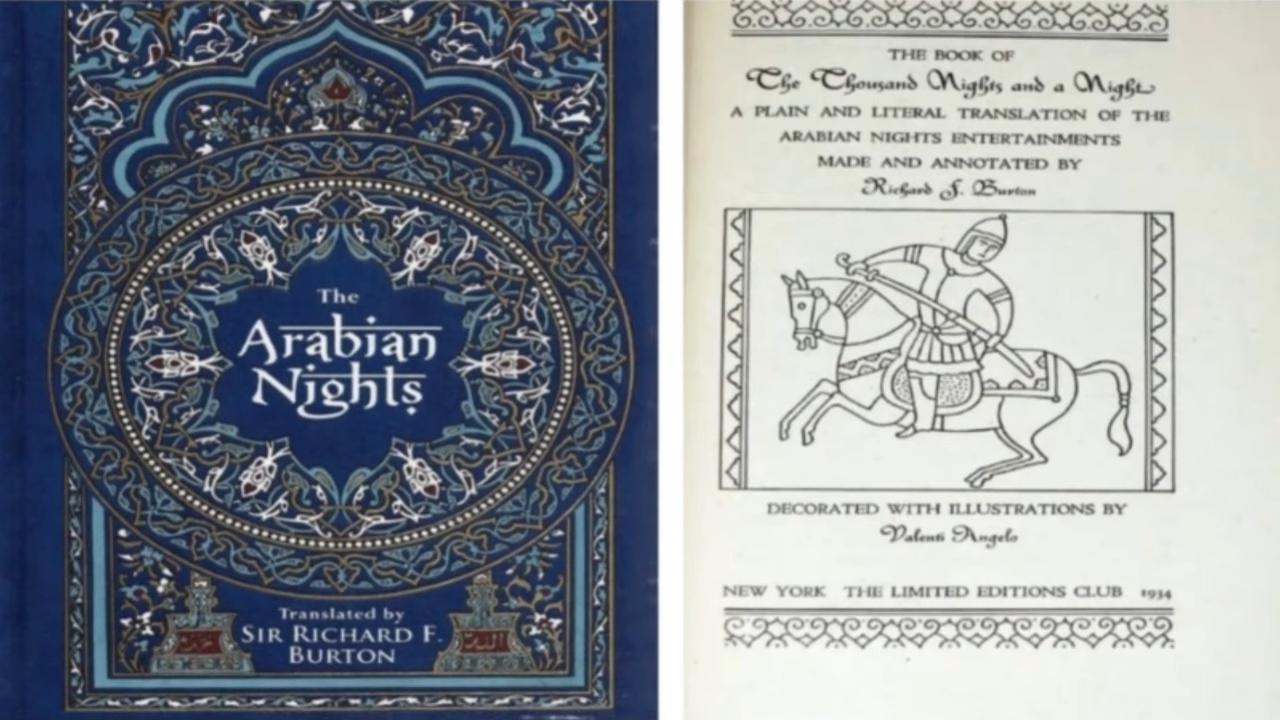 The
Arabian
Nights
Translated by
SIR RICHARD F.
BURTON
THE BOOK OF
The Thousand Nights and a Night
A PLAIN AND LITERAL TRANSLATION OF THE
ARABIAN NIGHTS ENTERTAINMENTS
MADE AND ANNOTATED BY
Richard F. Burton
DECORATED WITH ILLUSTRATIONS BY
Valenti Angelo
NEW YORK THE LIMITED EDITIONS CLUB 1934